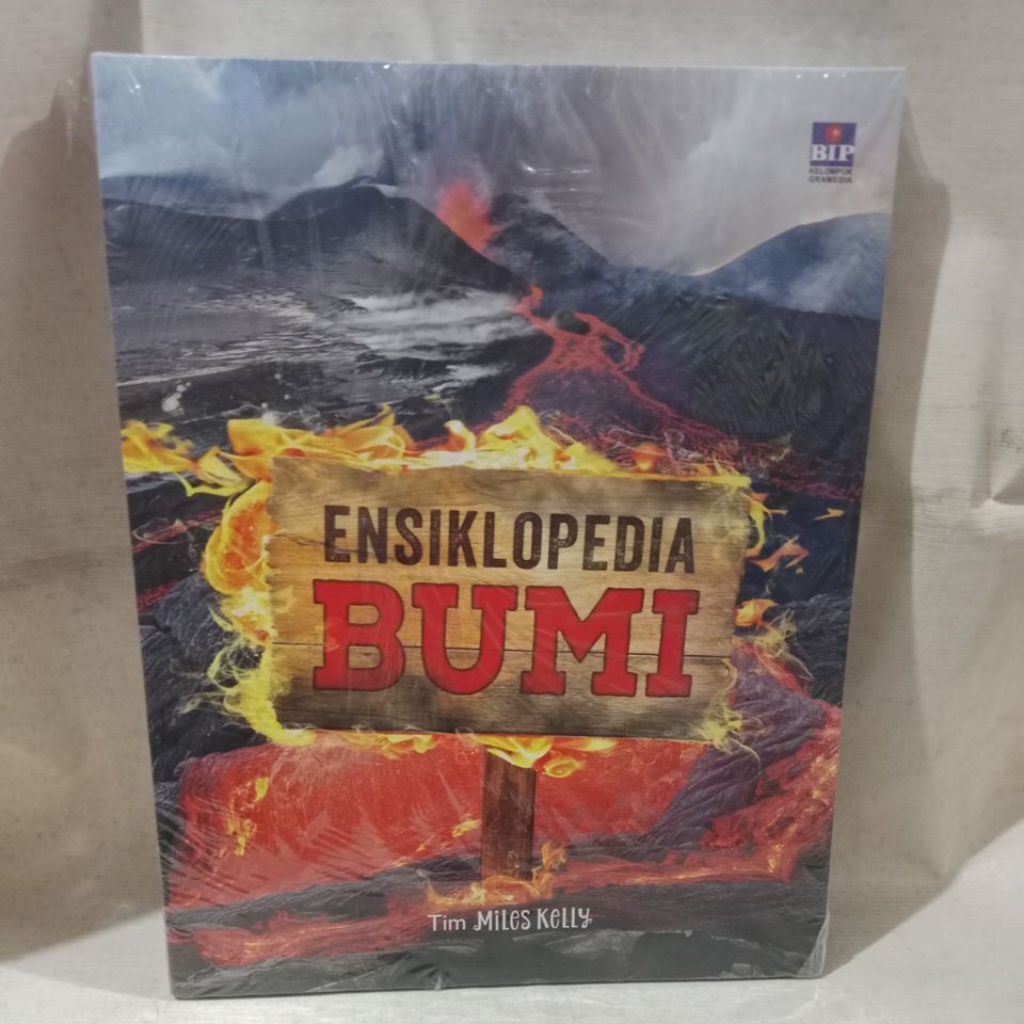 BIP
KELOMPOK
GRAMEDIA
ENSIKLOPEDIA
BUMI
Tim Miles Kelly